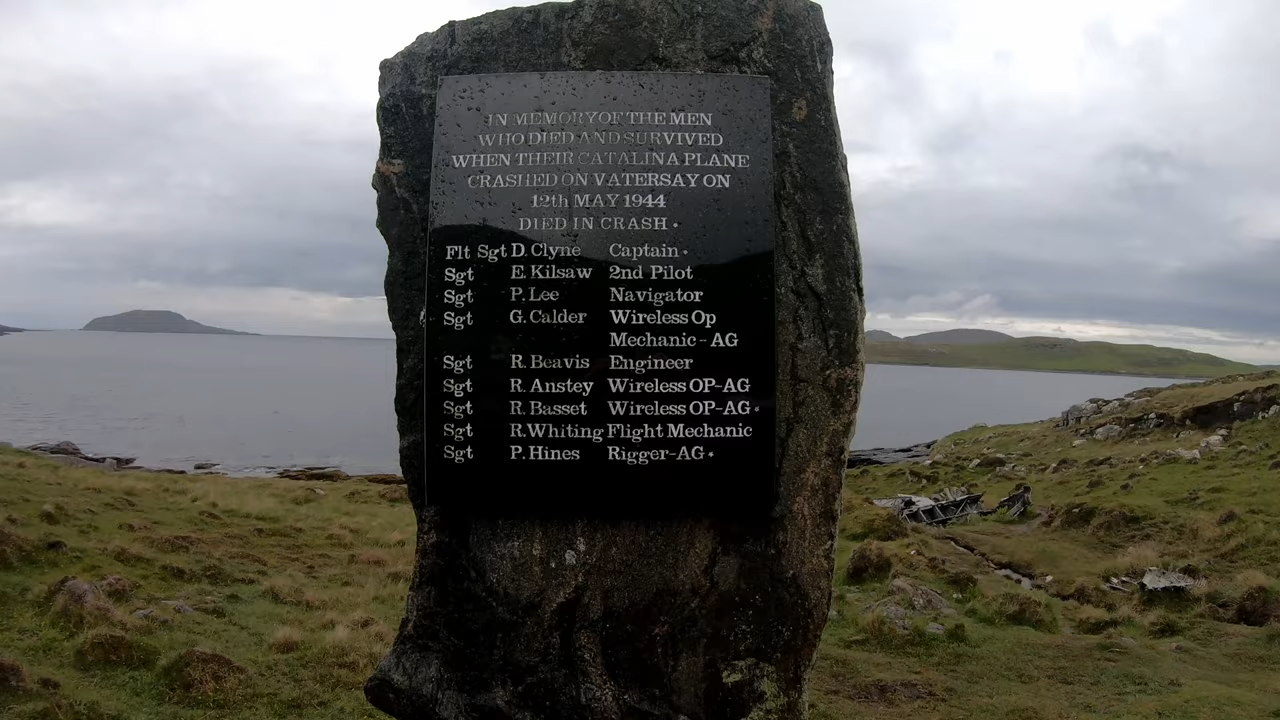 IN MEMORY OF THE MEN
WHO DIED AND SURVIVED
WHEN THEIR CATALINA PLANE
CRASHED ON VATERSAY ON
12th MAY 1944
DIED IN CRASH •
Flt Sgt D. Clyne Captain •
Sgt E. Kilsaw 2nd Pilot
Sgt P. Lee Navigator
Sgt G. Calder Wireless Op
Mechanic - AG
Sgt R. Beavis Engineer
Sgt R. Anstey Wireless OP-AG
Sgt R. Basset Wireless OP-AG •
Sgt R. Whiting Flight Mechanic
Sgt P. Hines Rigger-AG •